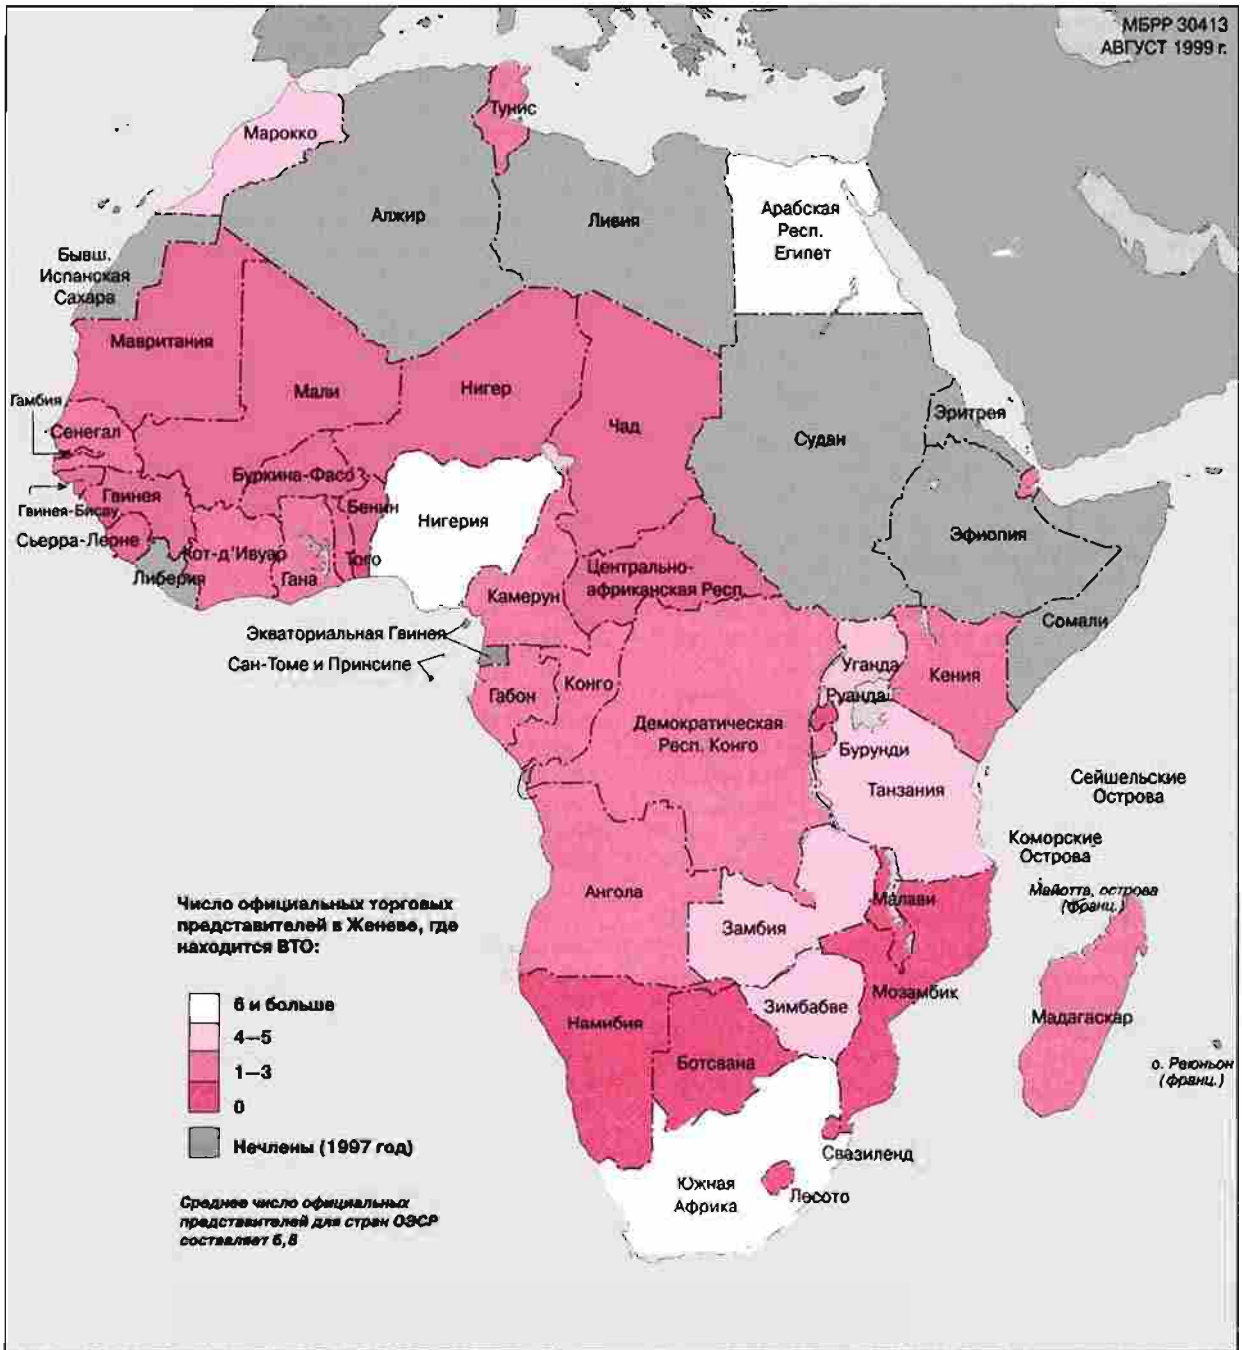 МБРР 30413
АВГУСТ 1999 г.
Марокко
Тунис
Алжир
Ливия
Арабская
Респ.
Египет
Бывш.
Испанская
Сахара
Мавритания
Мали
Нигер
Чад
Судан
Эритрея
Гамбия
Сенегал
Буркина-Фасо
Гвинея
Гвинея-Бисау
Бенин
Нигерия
Эфиопия
Сьерра-Леоне
Кот-д'Ивуар
Того
Либерия
Гана
Центрально-
африканская Респ.
Камерун
Сомали
Экваториальная Гвинея
Сан-Томе и Принсипе
Уганда
Кения
Габон
Конго
Руанда
Демократическая
Респ. Конго
Бурунди
Танзания
Сейшельские
Острова
Коморские
Острова
Майотта, острова
(франц.)
Ангола
Малави
Замбия
Мозамбик
Зимбабве
Намибия
Ботсвана
Мадагаскар
о. Реюньон
(франц.)
Свазиленд
Южная
Африка
Лесото
Число официальных торговых
представителей в Женеве, где
находится ВТО:
6 и больше
4–5
1–3
0
Нечлены (1997 год)
Среднее число официальных
представителей для стран ОЭСР
составляет 6,8